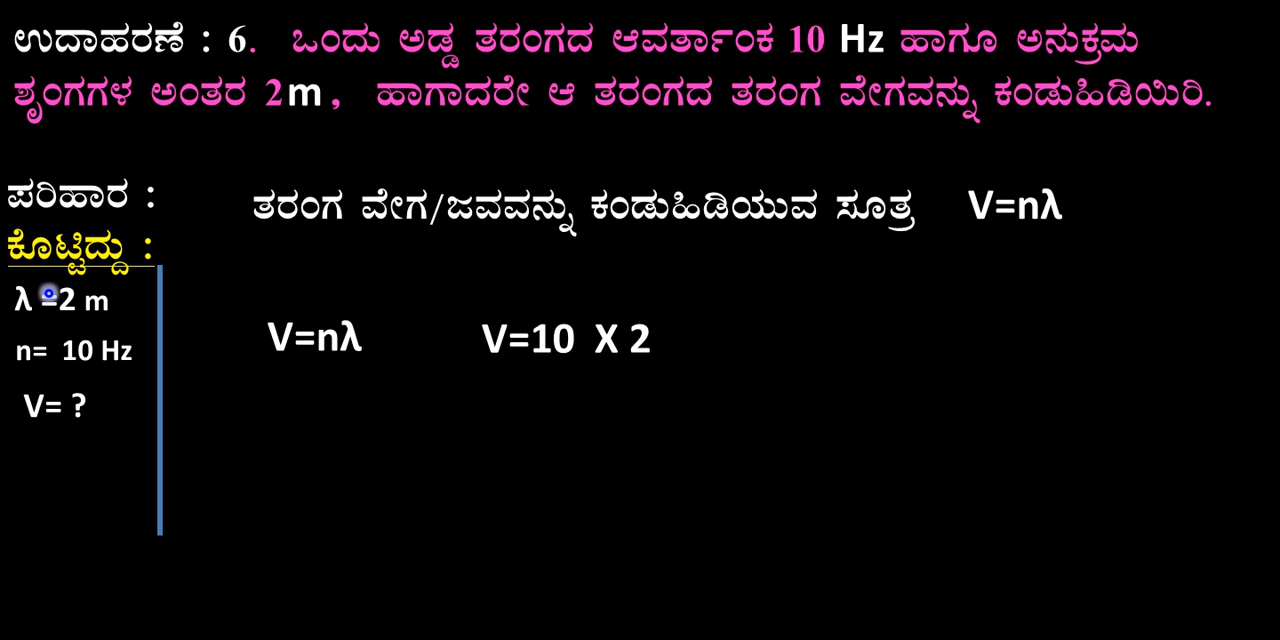 ಉದಾಹರಣೆ : 6. ಒಂದು ಅಡ್ಡ ತರಂಗದ ಆವರ್ತಾಂಕ 10 Hz ಹಾಗೂ ಅನುಕ್ರಮ
ಶೃಂಗಗಳ ಅಂತರ 2m , ಹಾಗಾದರೇ ಆ ತರಂಗದ ತರಂಗ ವೇಗವನ್ನು ಕಂಡುಹಿಡಿಯಿರಿ.
ಪರಿಹಾರ :
ತರಂಗ ವೇಗ/ಜವವನ್ನು ಕಂಡುಹಿಡಿಯುವ ಸೂತ್ರ V=nλ
ಕೊಟ್ಟಿದ್ದು :
λ =2 m
n= 10 Hz
V= ?
V=nλ V=10 X 2